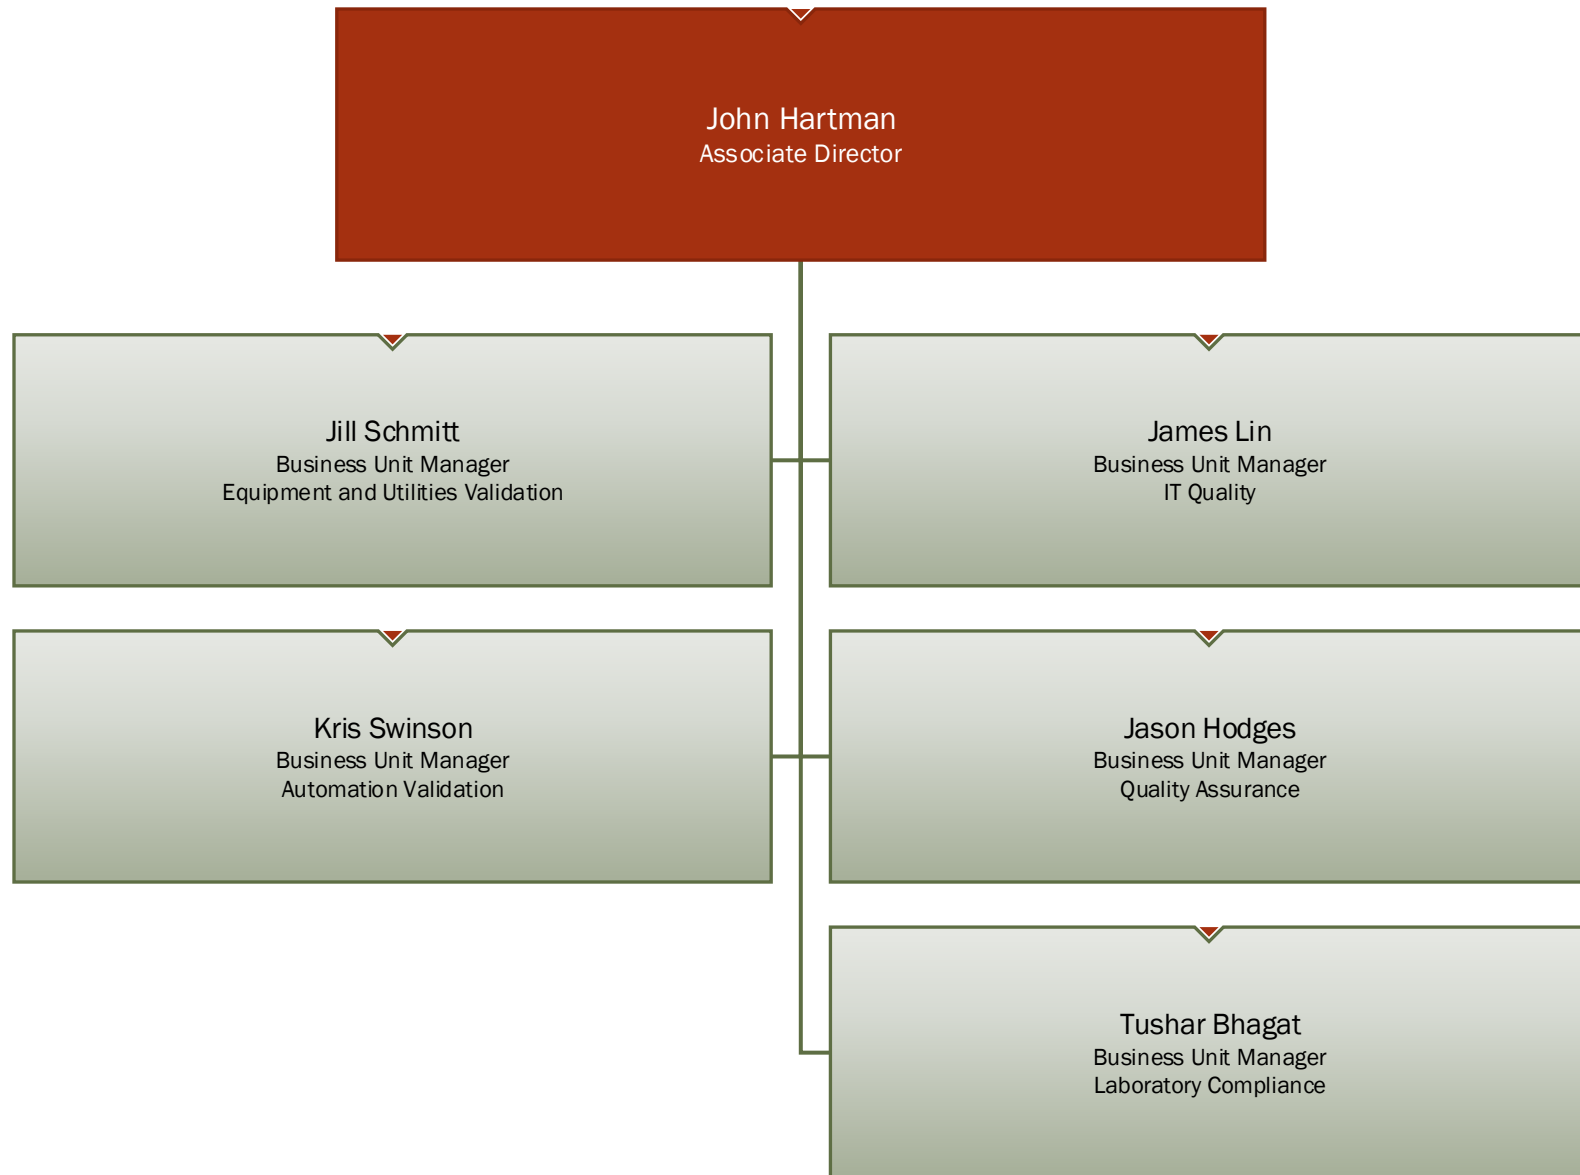 John Hartman
Associate Director
Jill Schmitt
Business Unit Manager
Equipment and Utilities Validation
James Lin
Business Unit Manager
IT Quality
Kris Swinson
Business Unit Manager
Automation Validation
Jason Hodges
Business Unit Manager
Quality Assurance
Tushar Bhagat
Business Unit Manager
Laboratory Compliance